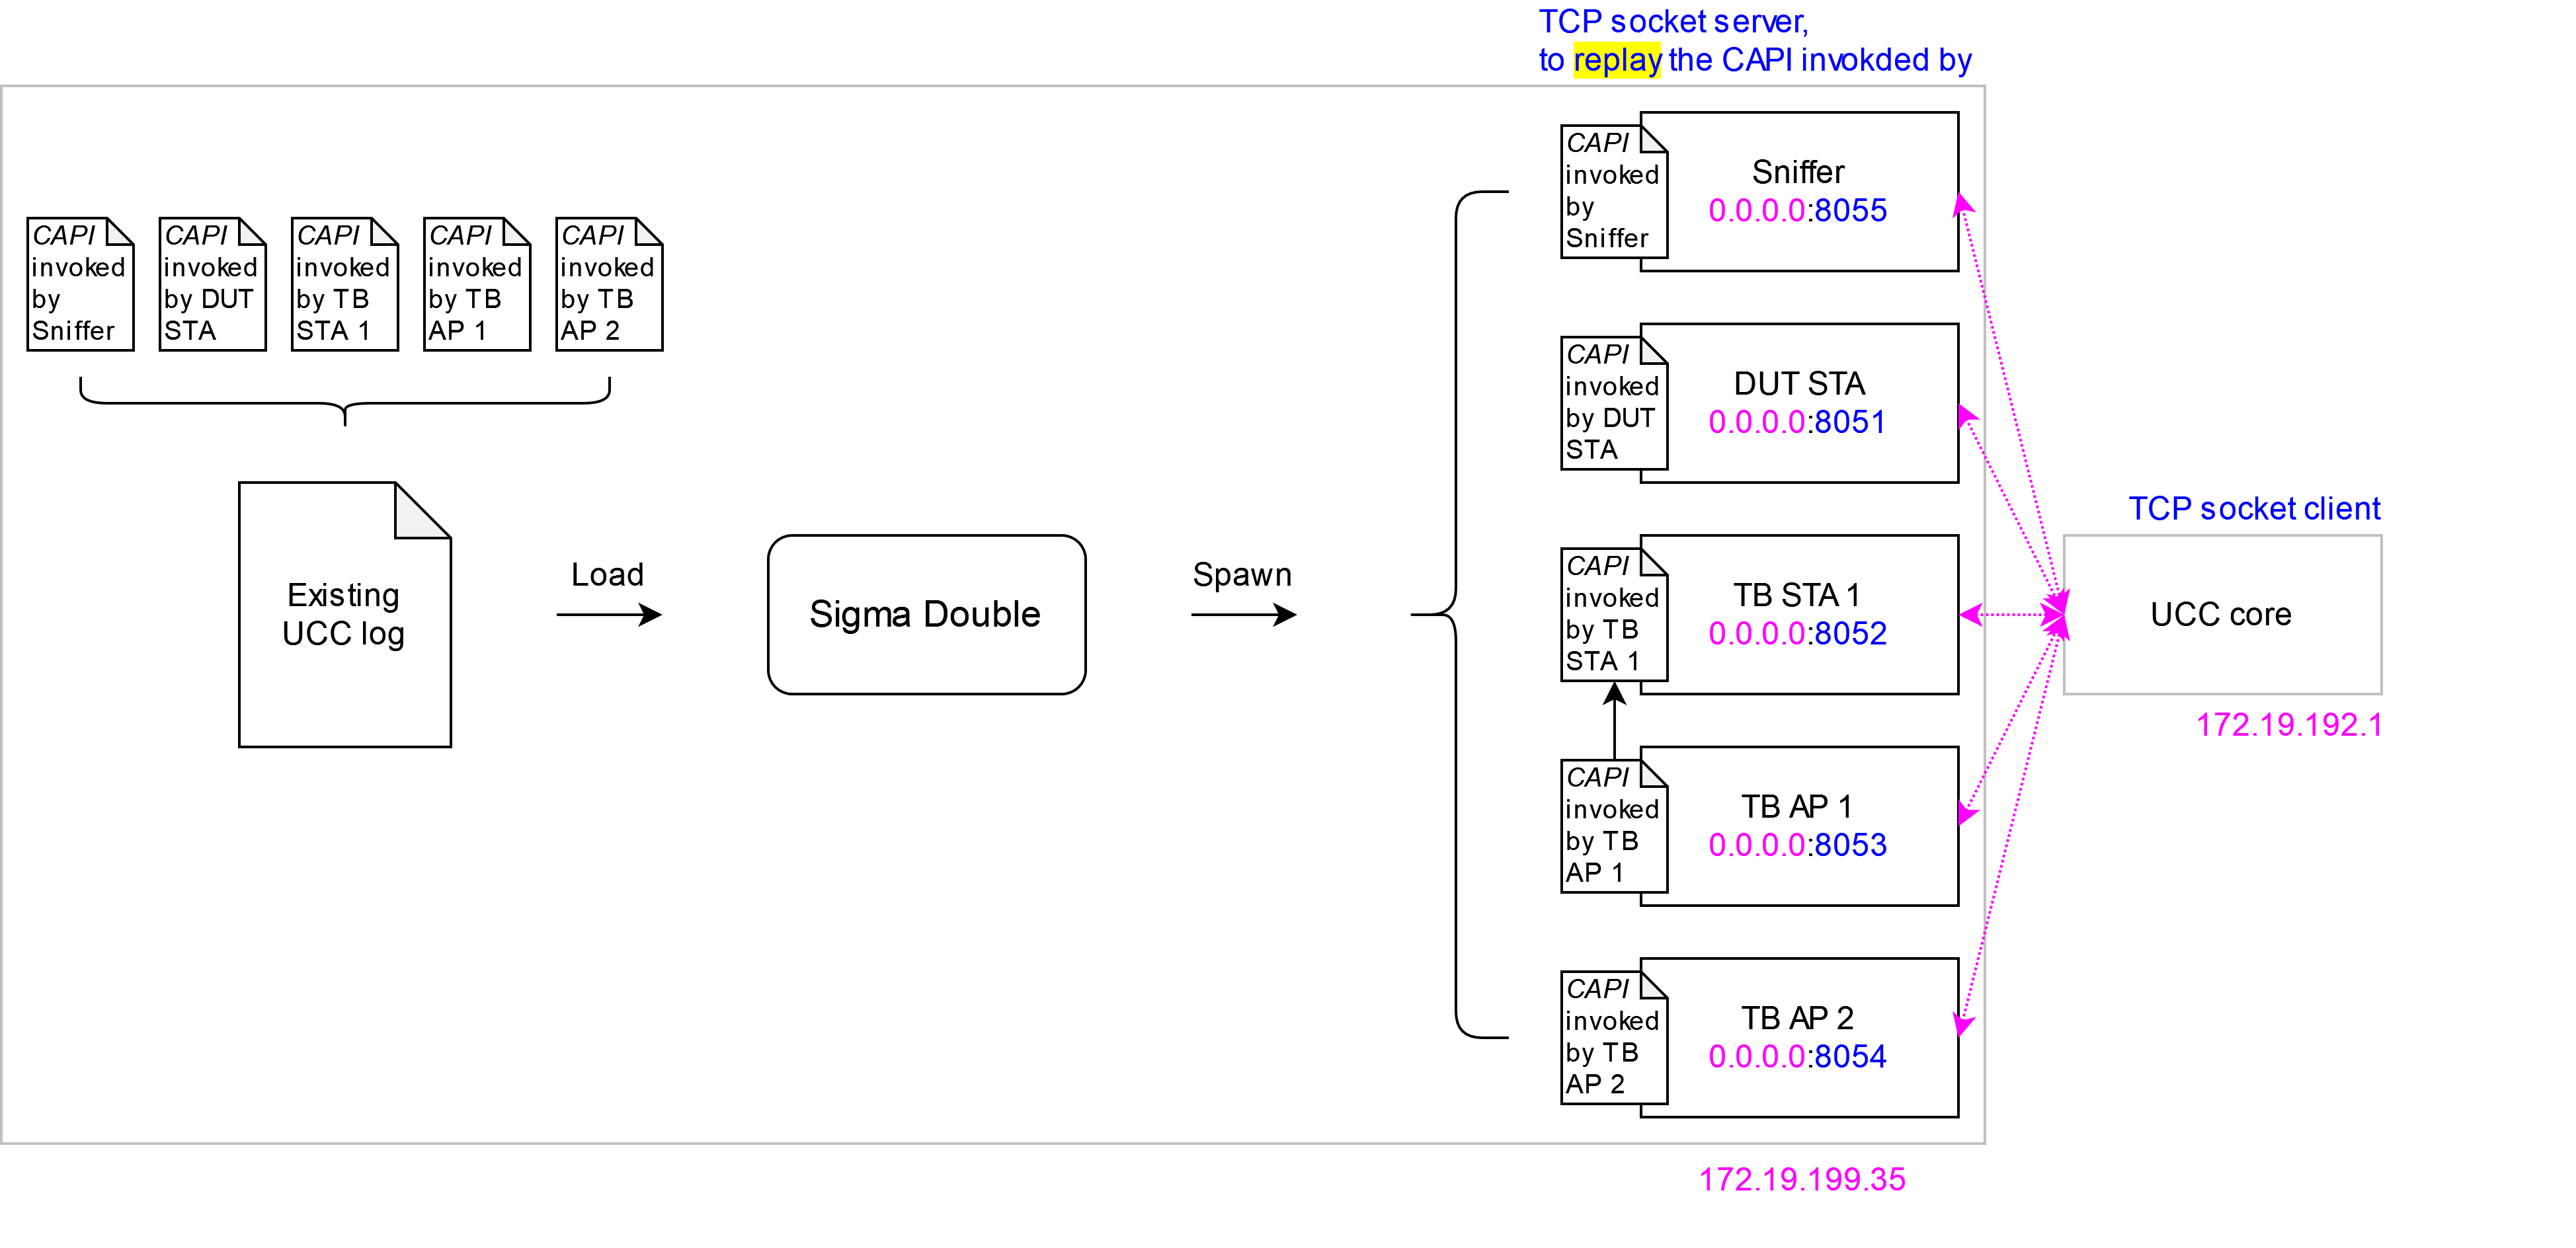 TCP socket server,
to replay the CAPI invokded by
CAPI
invoked
by
Sniffer
CAPI
invoked
by DUT
STA
CAPI
invoked
by TB
STA 1
CAPI
invoked
by TB
AP 1
CAPI
invoked
by TB
AP 2
Existing
UCC log
Load
Sigma Double
Spawn
CAPI
invoked
by
Sniffer
Sniffer
0.0.0.0:8055
CAPI
invoked
by DUT
STA
DUT STA
0.0.0.0:8051
CAPI
invoked
by TB
STA 1
TB STA 1
0.0.0.0:8052
CAPI
invoked
by TB
AP 1
TB AP 1
0.0.0.0:8053
CAPI
invoked
by TB
AP 2
TB AP 2
0.0.0.0:8054
172.19.199.35
TCP socket client
UCC core
172.19.192.1